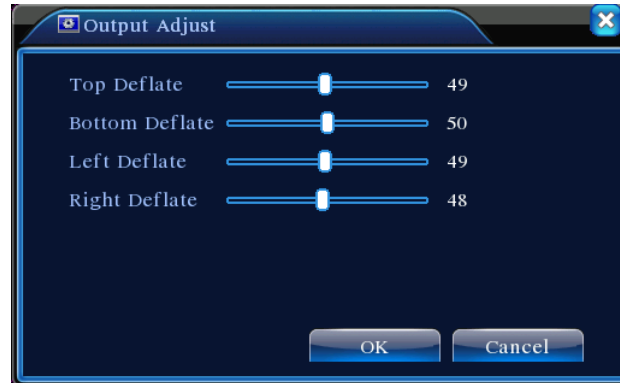 Output Adjust
Top Deflate 49
Bottom Deflate 50
Left Deflate 49
Right Deflate 48
OK Cancel